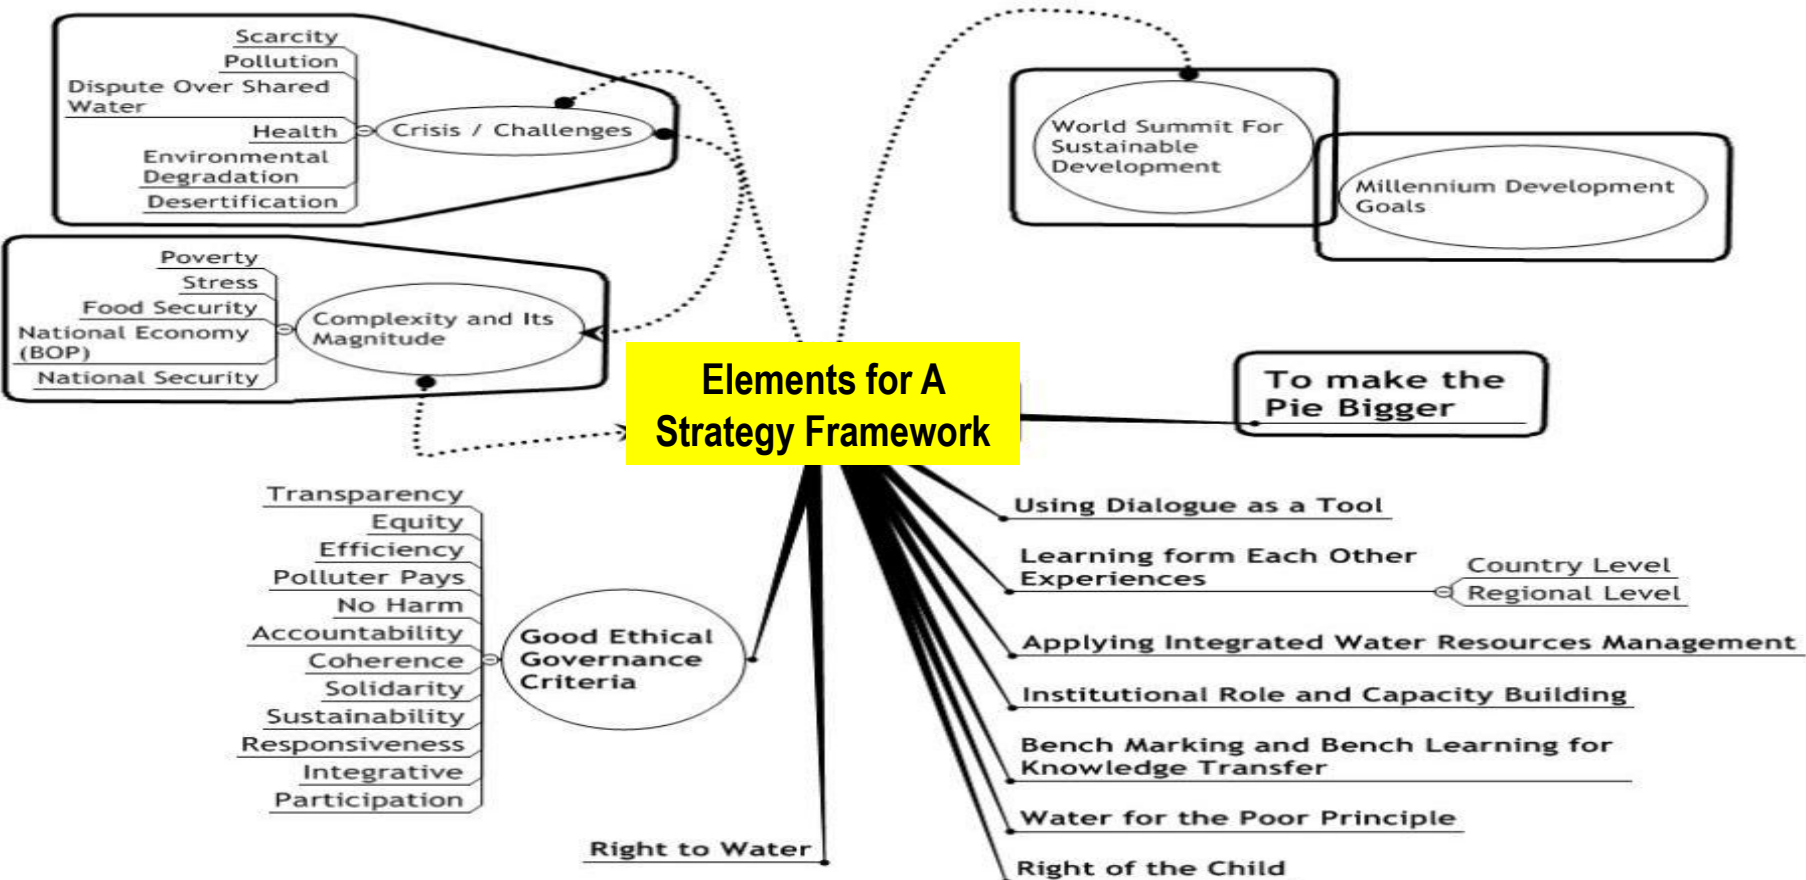 Scarcity
Pollution
Dispute Over Shared
Water
Health
Environmental
Degradation
Desertification
Crisis / Challenges
Poverty
Stress
Food Security
National Economy
(BOP)
National Security
Complexity and Its
Magnitude
World Summit For
Sustainable
Development
Millennium Development
Goals
Elements for A
Strategy Framework
To make the
Pie Bigger
Transparency
Equity
Efficiency
Polluter Pays
No Harm
Accountability
Coherence
Solidarity
Sustainability
Responsiveness
Integrative
Participation
Good Ethical
Governance
Criteria
Right to Water
Using Dialogue as a Tool
Learning form Each Other
Experiences
Country Level
Regional Level
Applying Integrated Water Resources Management
Institutional Role and Capacity Building
Bench Marking and Bench Learning for
Knowledge Transfer
Water for the Poor Principle
Right of the Child